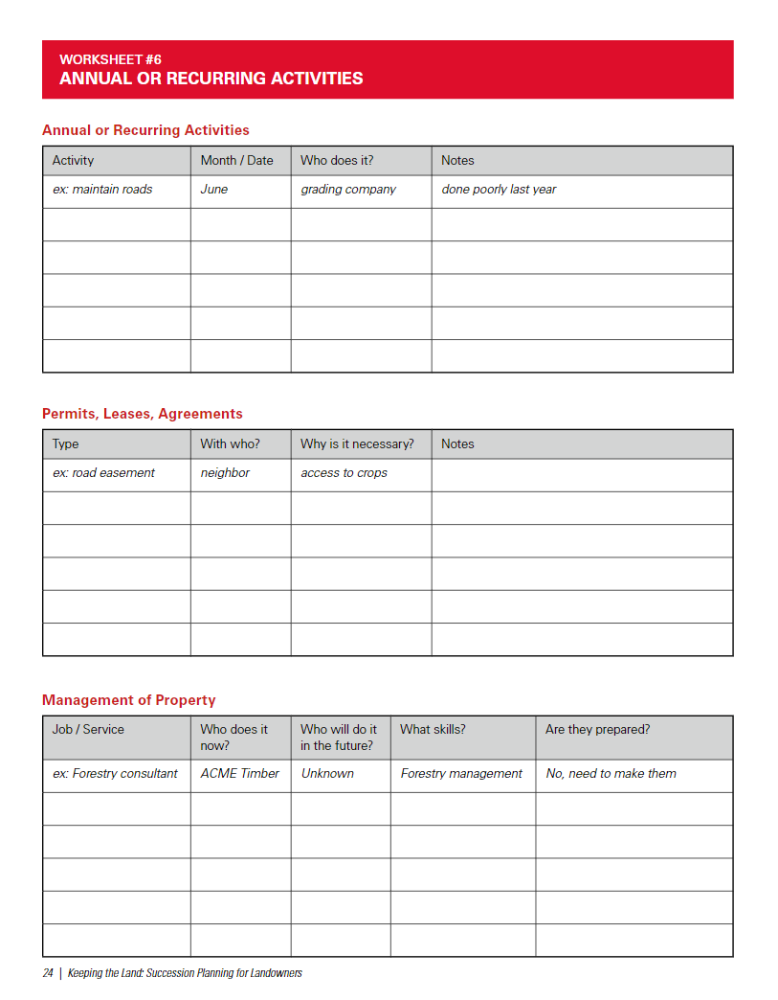 WORKSHEET #6
ANNUAL OR RECURRING ACTIVITIES
Annual or Recurring Activities
Activity Month / Date Who does it? Notes
ex: maintain roads June grading company done poorly last year
Permits, Leases, Agreements
Type With who? Why is it necessary? Notes
ex: road easement neighbor access to crops
Management of Property
Job / Service Who does it now? Who will do it in the future? What skills? Are they prepared?
ex: Forestry consultant ACME Timber Unknown Forestry management No, need to make them
24 | Keeping the Land: Succession Planning for Landowners